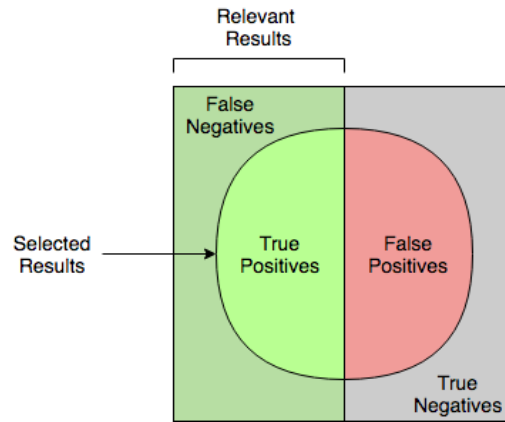 Relevant
Results
False
Negatives
Selected
Results
True
Positives
False
Positives
True
Negatives